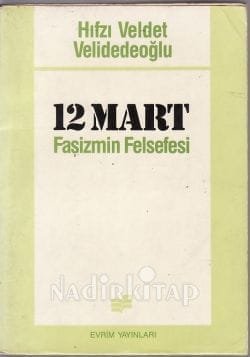 Hıfzı Veldet
Velidedeoğlu
12 MART
Faşizmin Felsefesi
NadirKitap
EVRİM YAYINLARI